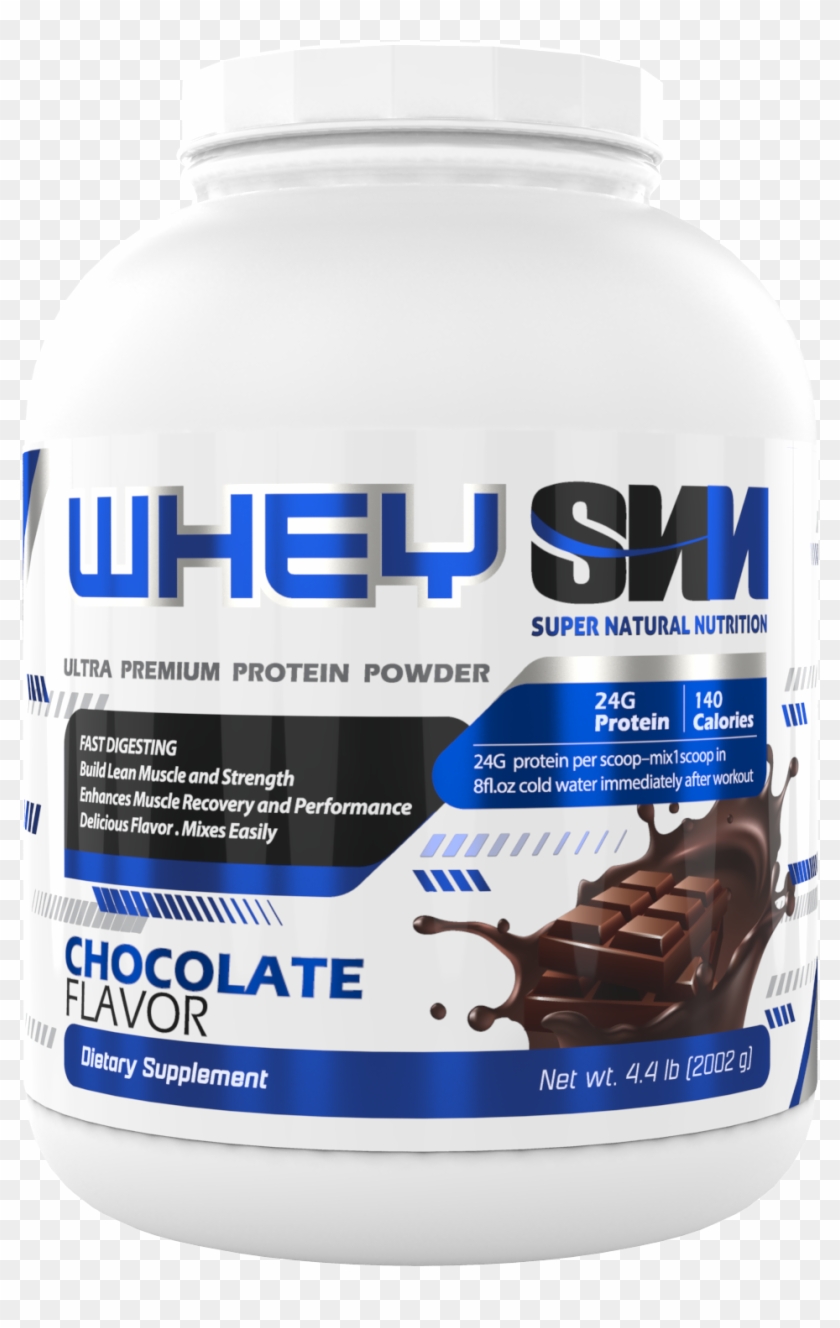 WHEY
SNN
SUPER NATURAL NUTRITION
ULTRA PREMIUM PROTEIN POWDER
24G Protein
140 Calories
24G protein per scoop–mix1scoop in
8fl.oz cold water immediately after workout
FAST DIGESTING
Build Lean Muscle and Strength
Enhances Muscle Recovery and Performance
Delicious Flavor . Mixes Easily
CHOCOLATE
FLAVOR
Dietary Supplement
Net wt. 4.4 lb (2002 g)